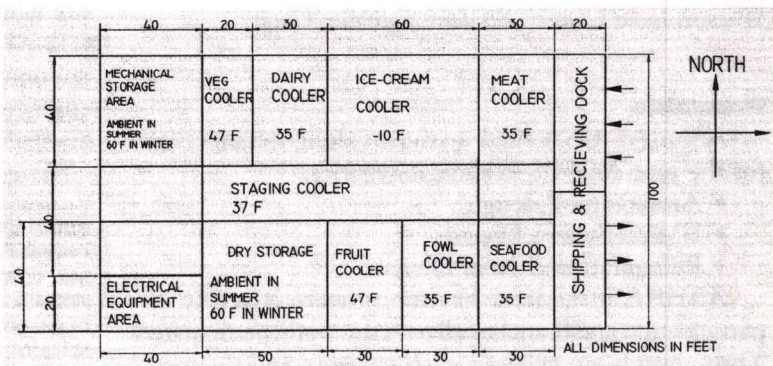 40 20 30 60 30 20
MECHANICAL
STORAGE
AREA
AMBIENT IN
SUMMER
60 F IN WINTER
VEG
COOLER
47 F
DAIRY
COOLER
35 F
ICE-CREAM
COOLER
-10 F
MEAT
COOLER
35 F
SHIPPING & RECIEVING DOCK
NORTH
40
40
40
20
100
STAGING COOLER
37 F
ELECTRICAL
EQUIPMENT
AREA
DRY STORAGE
AMBIENT IN
SUMMER
60 F IN WINTER
FRUIT
COOLER
47 F
FOWL
COOLER
35 F
SEAFOOD
COOLER
35 F
40 50 30 30 30
ALL DIMENSIONS IN FEET